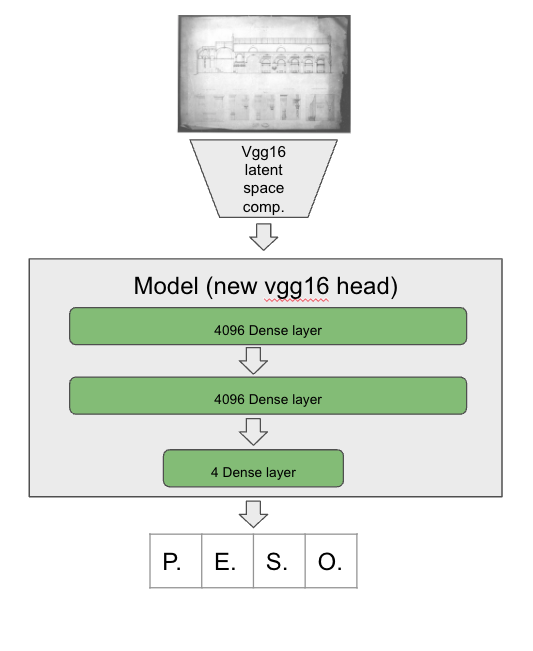 Vgg16
latent
space
comp.
Model (new vgg16 head)
4096 Dense layer
4096 Dense layer
4 Dense layer
P. E. S. O.